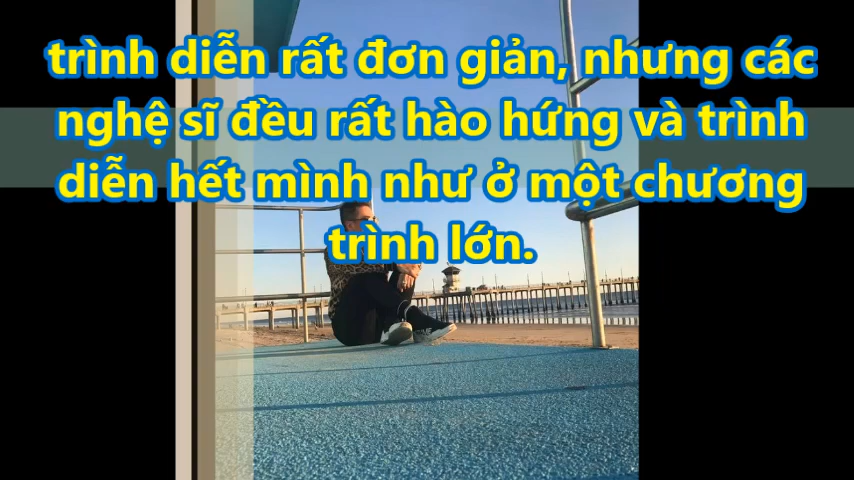 trình diễn rất đơn giản, nhưng các
nghệ sĩ đều rất hào hứng và trình
diễn hết mình như ở một chương
trình lớn.